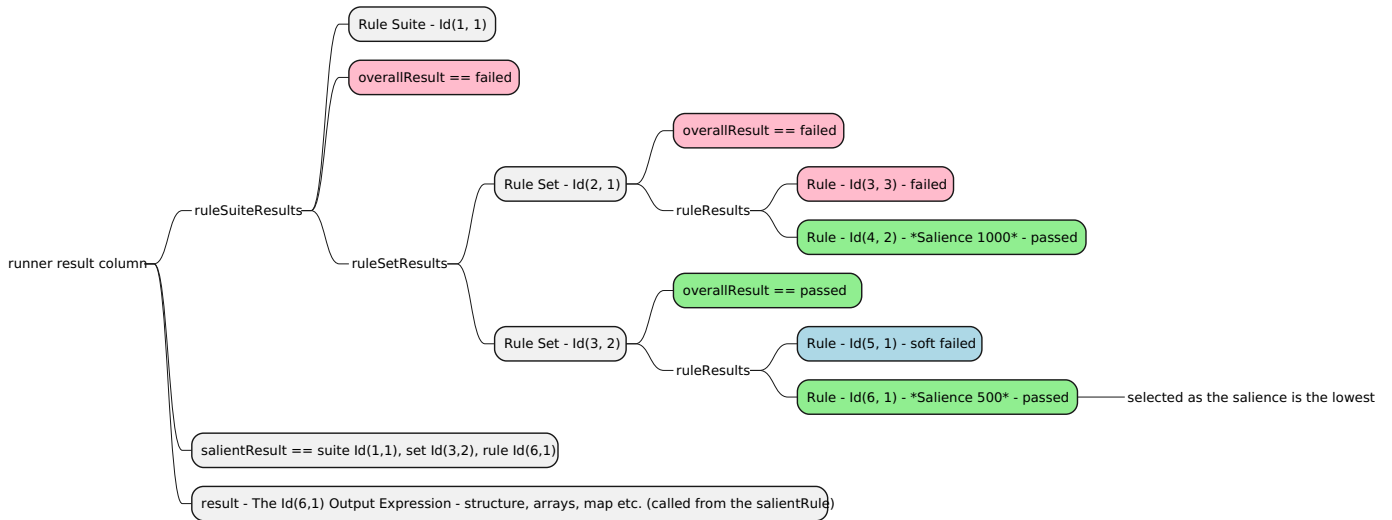 Rule Suite - Id(1, 1)
overallResult == failed
overallResult == failed
Rule Set - Id(2, 1)
Rule - Id(3, 3) - failed
ruleSuiteResults
ruleResults
Rule - Id(4, 2) - *Salience 1000* - passed
runner result column
ruleSetResults
overallResult == passed
Rule Set - Id(3, 2)
Rule - Id(5, 1) - soft failed
ruleResults
Rule - Id(6, 1) - *Salience 500* - passed
selected as the salience is the lowest
salientResult == suite Id(1,1), set Id(3,2), rule Id(6,1)
result - The Id(6,1) Output Expression - structure, arrays, map etc. (called from the salientRule)